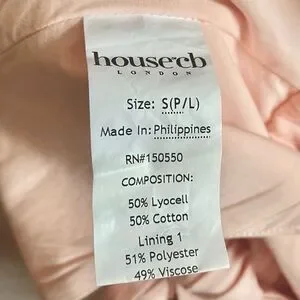 house cb
LONDON
Size: S(P/L)
Made In: Philippines
RN#150550
COMPOSITION:
50% Lyocell
50% Cotton
Lining 1
51% Polyester
49% Viscose